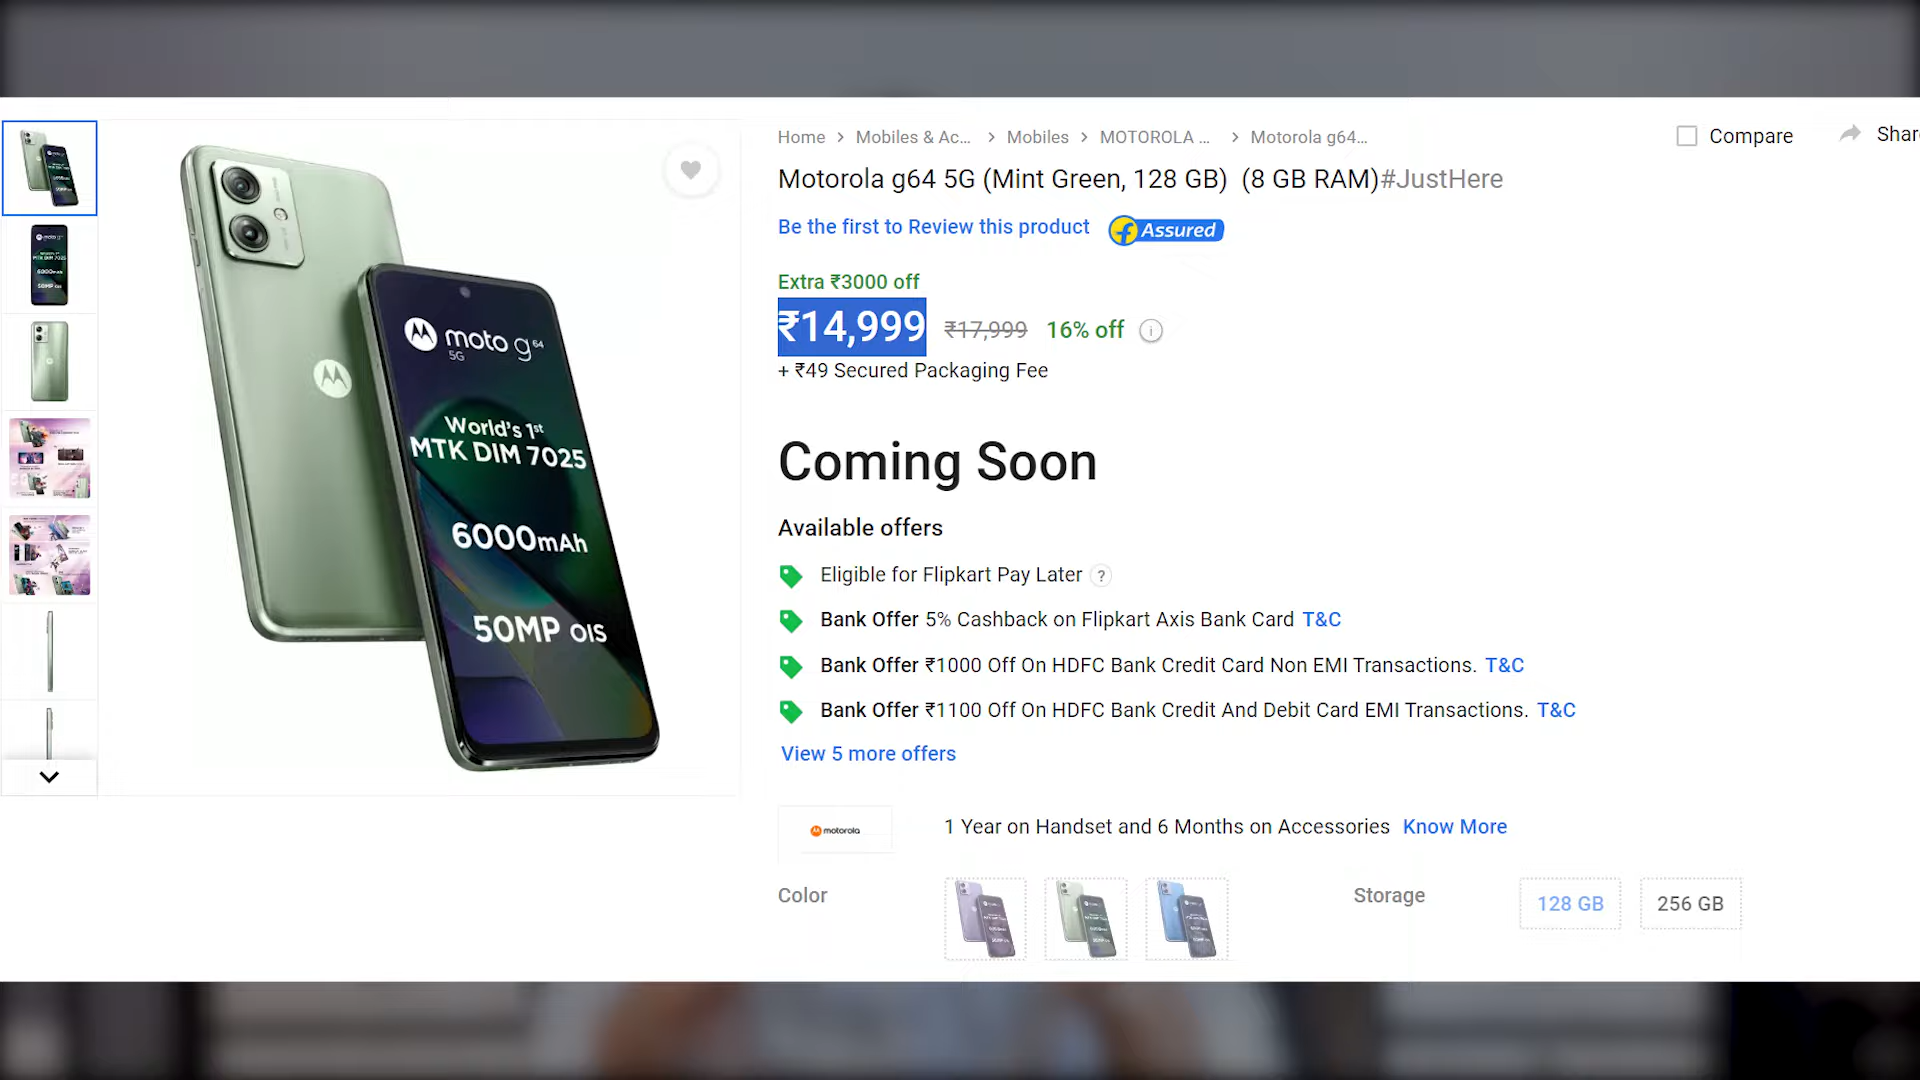 Home > Mobiles & Ac... > Mobiles > MOTOROLA ... > Motorola g64...
Compare
Shar
Motorola g64 5G (Mint Green, 128 GB) (8 GB RAM)#JustHere
Be the first to Review this product
Assured
Extra ₹3000 off
₹14,999 ₹17,999 16% off
+ ₹49 Secured Packaging Fee
Coming Soon
Available offers
Eligible for Flipkart Pay Later ?
Bank Offer 5% Cashback on Flipkart Axis Bank Card T&C
Bank Offer ₹1000 Off On HDFC Bank Credit Card Non EMI Transactions. T&C
Bank Offer ₹1100 Off On HDFC Bank Credit And Debit Card EMI Transactions. T&C
View 5 more offers
motorola
1 Year on Handset and 6 Months on Accessories Know More
Color
Storage
128 GB
256 GB
moto g64
5G
World's 1st
MTK DIM 7025
6000mAh
50MP OIS